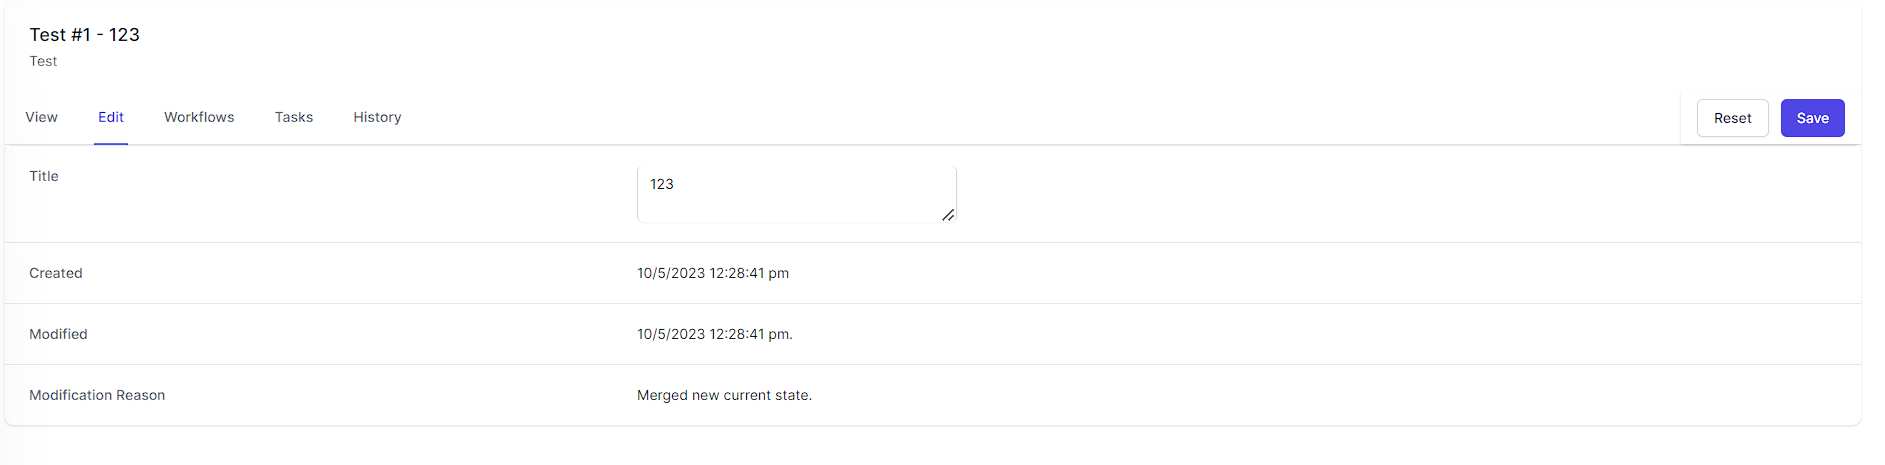 Test #1 - 123
Test
View Edit Workflows Tasks History Reset Save
Title 123
Created 10/5/2023 12:28:41 pm
Modified 10/5/2023 12:28:41 pm.
Modification Reason Merged new current state.